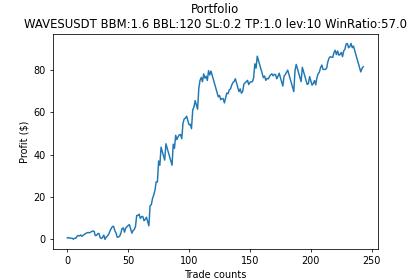 Portfolio
WAVESUSDT BBM:1.6 BBL:120 SL:0.2 TP:1.0 lev:10 WinRatio:57.0
80
60
40
20
0
Profit ($)
0 50 100 150 200 250
Trade counts